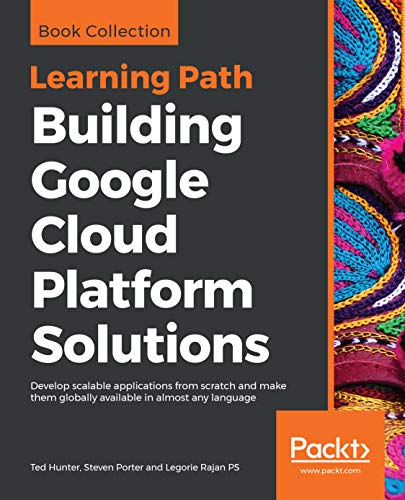 Book Collection
Learning Path
Building
Google
Cloud
Platform
Solutions
Develop scalable applications from scratch and make
them globally available in almost any language
Ted Hunter, Steven Porter and Legorie Rajan PS
Packt>
www.packt.com